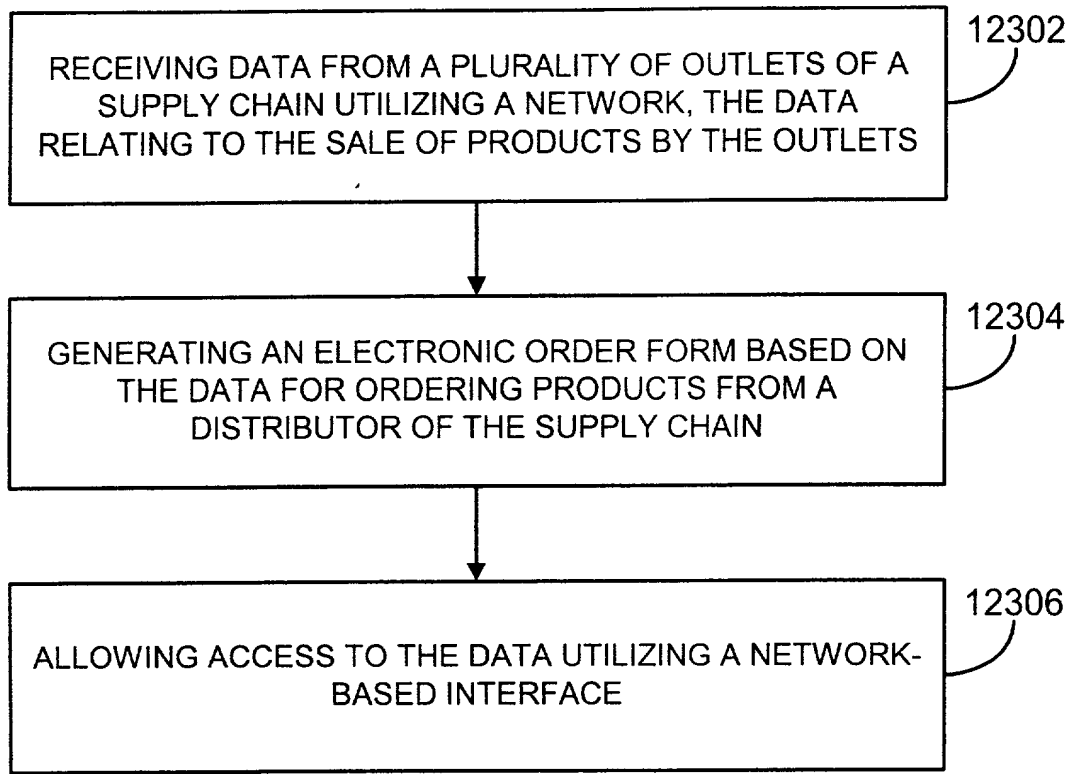 12302
RECEIVING DATA FROM A PLURALITY OF OUTLETS OF A
SUPPLY CHAIN UTILIZING A NETWORK, THE DATA
RELATING TO THE SALE OF PRODUCTS BY THE OUTLETS
12304
GENERATING AN ELECTRONIC ORDER FORM BASED ON
THE DATA FOR ORDERING PRODUCTS FROM A
DISTRIBUTOR OF THE SUPPLY CHAIN
12306
ALLOWING ACCESS TO THE DATA UTILIZING A NETWORK-
BASED INTERFACE